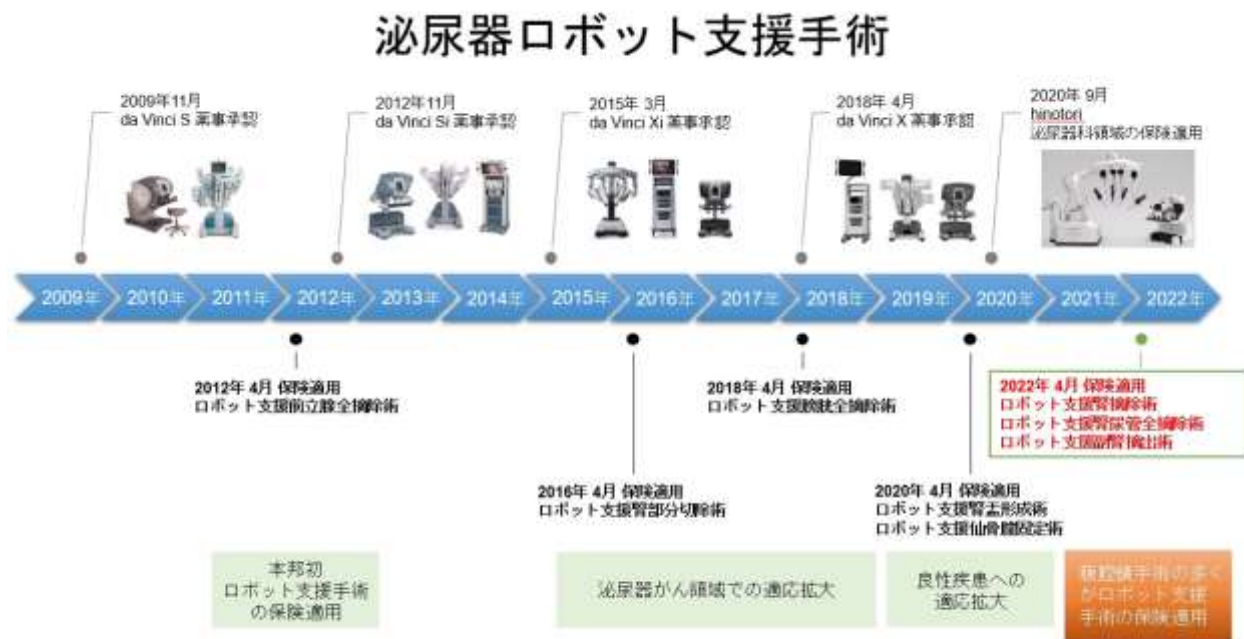 泌尿器ロボット支援手術
2009年11月
da Vinci S 薬事承認
2012年11月
da Vinci Si 薬事承認
2015年 3月
da Vinci Xi 薬事承認
2018年 4月
da Vinci X 薬事承認
2020年 9月
hinotori
泌尿器科領域の保険適用
2009年
2010年
2011年
2012年
2013年
2014年
2015年
2016年
2017年
2018年
2019年
2020年
2021年
2022年
2012年 4月 保険適用
ロボット支援前立腺全摘除術
2016年 4月 保険適用
ロボット支援腎部分切除術
2018年 4月 保険適用
ロボット支援膀胱全摘除術
2020年 4月 保険適用
ロボット支援腎盂形成術
ロボット支援仙骨膣固定術
2022年 4月 保険適用
ロボット支援腎摘除術
ロボット支援腎尿管全摘除術
ロボット支援副腎摘出術
本邦初
ロボット支援手術
の保険適用
泌尿器がん領域での適応拡大
良性疾患への
適応拡大
腹腔鏡手術の多く
がロボット支援
手術の保険適用